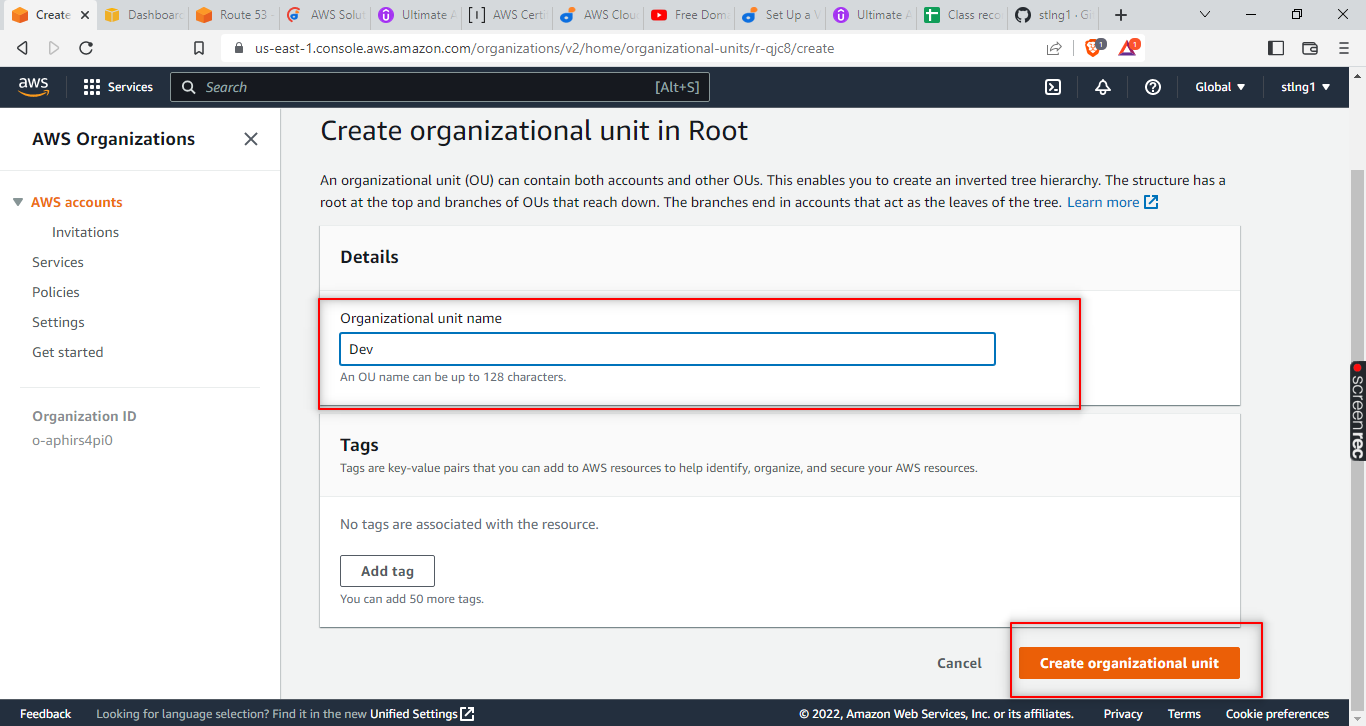 Create
Dashboard
Route 53
AWS Solut
Ultimate A
AWS Certi
AWS Clou
Free Doma
Set Up a V
Ultimate A
Class reco
stlng1 · Gi
us-east-1.console.aws.amazon.com/organizations/v2/home/organizational-units/r-qjc8/create
1
1
aws
Services
Search
[Alt+S]
Global
stlng1
AWS Organizations
AWS accounts
Invitations
Services
Policies
Settings
Get started
Organization ID
o-aphirs4pi0
Create organizational unit in Root
An organizational unit (OU) can contain both accounts and other OUs. This enables you to create an inverted tree hierarchy. The structure has a
root at the top and branches of OUs that reach down. The branches end in accounts that act as the leaves of the tree. Learn more
Details
Organizational unit name
Dev
An OU name can be up to 128 characters.
Tags
Tags are key-value pairs that you can add to AWS resources to help identify, organize, and secure your AWS resources.
No tags are associated with the resource.
Add tag
You can add 50 more tags.
Cancel
Create organizational unit
screenrec
Feedback
Looking for language selection? Find it in the new Unified Settings
© 2022, Amazon Web Services, Inc. or its affiliates.
Privacy
Terms
Cookie preferences